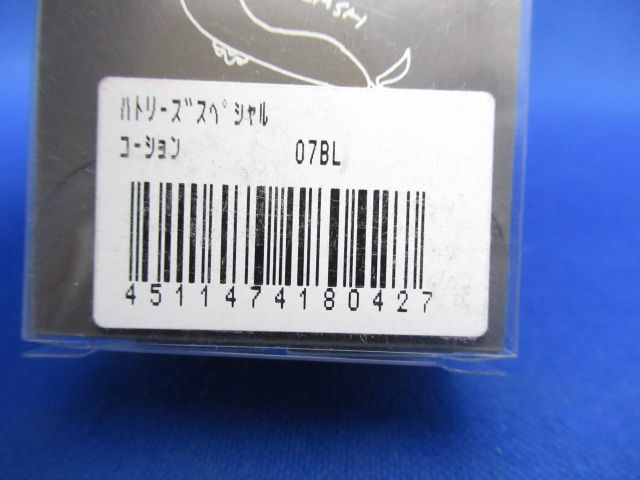 ﾊﾄﾘｰｽﾞｽﾍﾟｼｬﾙ
ｺｰｼｮﾝ 07BL
4511474180427